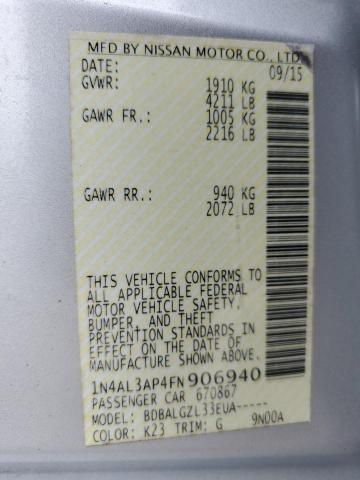 MFD BY NISSAN MOTOR CO., LTD
DATE: 09/15
GVWR: 1910 KG
4211 LB
GAWR FR.: 1005 KG
2216 LB
GAWR RR.: 940 KG
2072 LB
THIS VEHICLE CONFORMS TO
ALL APPLICABLE FEDERAL
MOTOR VEHICLE SAFETY,
BUMPER, AND THEFT
PREVENTION STANDARDS IN
EFFECT ON THE DATE OF
MANUFACTURE SHOWN ABOVE.
1N4AL3AP4FN906940
PASSENGER CAR 670867
MODEL: BDBALGZL33EUA-----
COLOR: K23 TRIM: G 9N00A